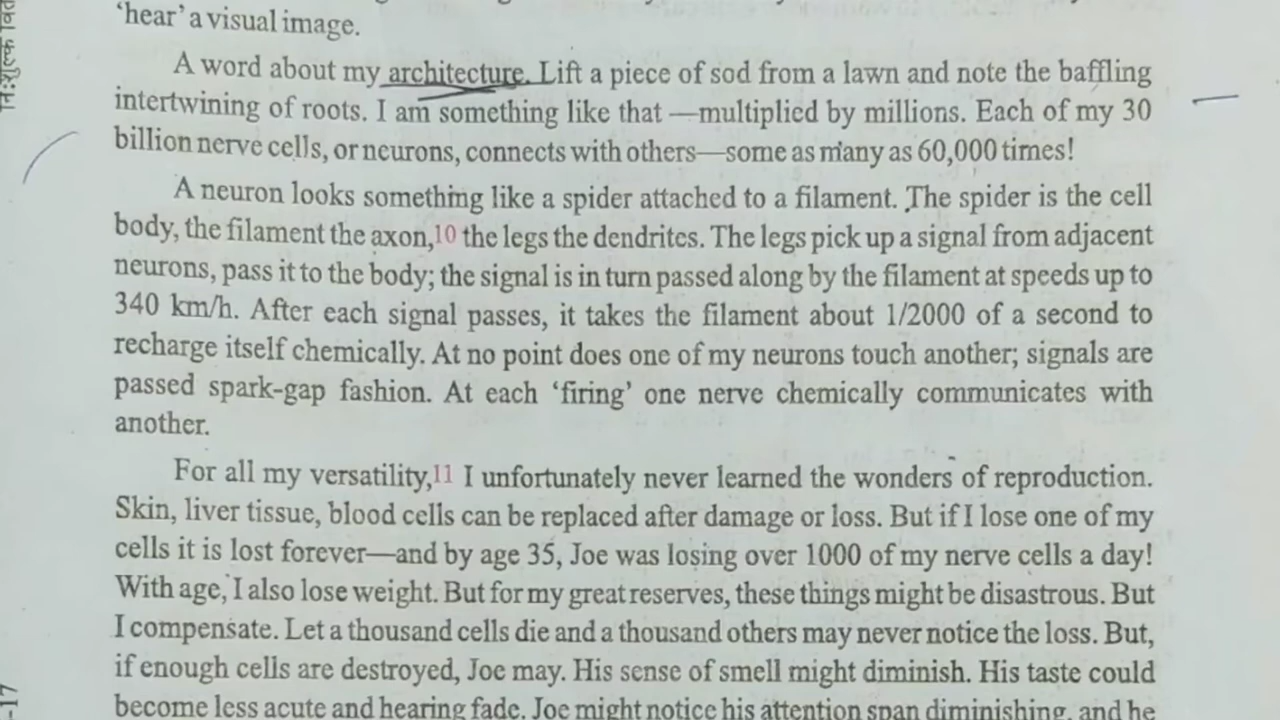 'hear' a visual image.
A word about my architecture. Lift a piece of sod from a lawn and note the baffling
intertwining of roots. I am something like that —multiplied by millions. Each of my 30
billion nerve cells, or neurons, connects with others—some as many as 60,000 times!
A neuron looks something like a spider attached to a filament. The spider is the cell
body, the filament the axon,10 the legs the dendrites. The legs pick up a signal from adjacent
neurons, pass it to the body; the signal is in turn passed along by the filament at speeds up to
340 km/h. After each signal passes, it takes the filament about 1/2000 of a second to
recharge itself chemically. At no point does one of my neurons touch another; signals are
passed spark-gap fashion. At each 'firing' one nerve chemically communicates with
another.
For all my versatility,11 I unfortunately never learned the wonders of reproduction.
Skin, liver tissue, blood cells can be replaced after damage or loss. But if I lose one of my
cells it is lost forever—and by age 35, Joe was losing over 1000 of my nerve cells a day!
With age, I also lose weight. But for my great reserves, these things might be disastrous. But
I compensate. Let a thousand cells die and a thousand others may never notice the loss. But,
if enough cells are destroyed, Joe may. His sense of smell might diminish. His taste could
become less acute and hearing fade. Joe might notice his attention span diminishing, and he
निःशुल्क
-17